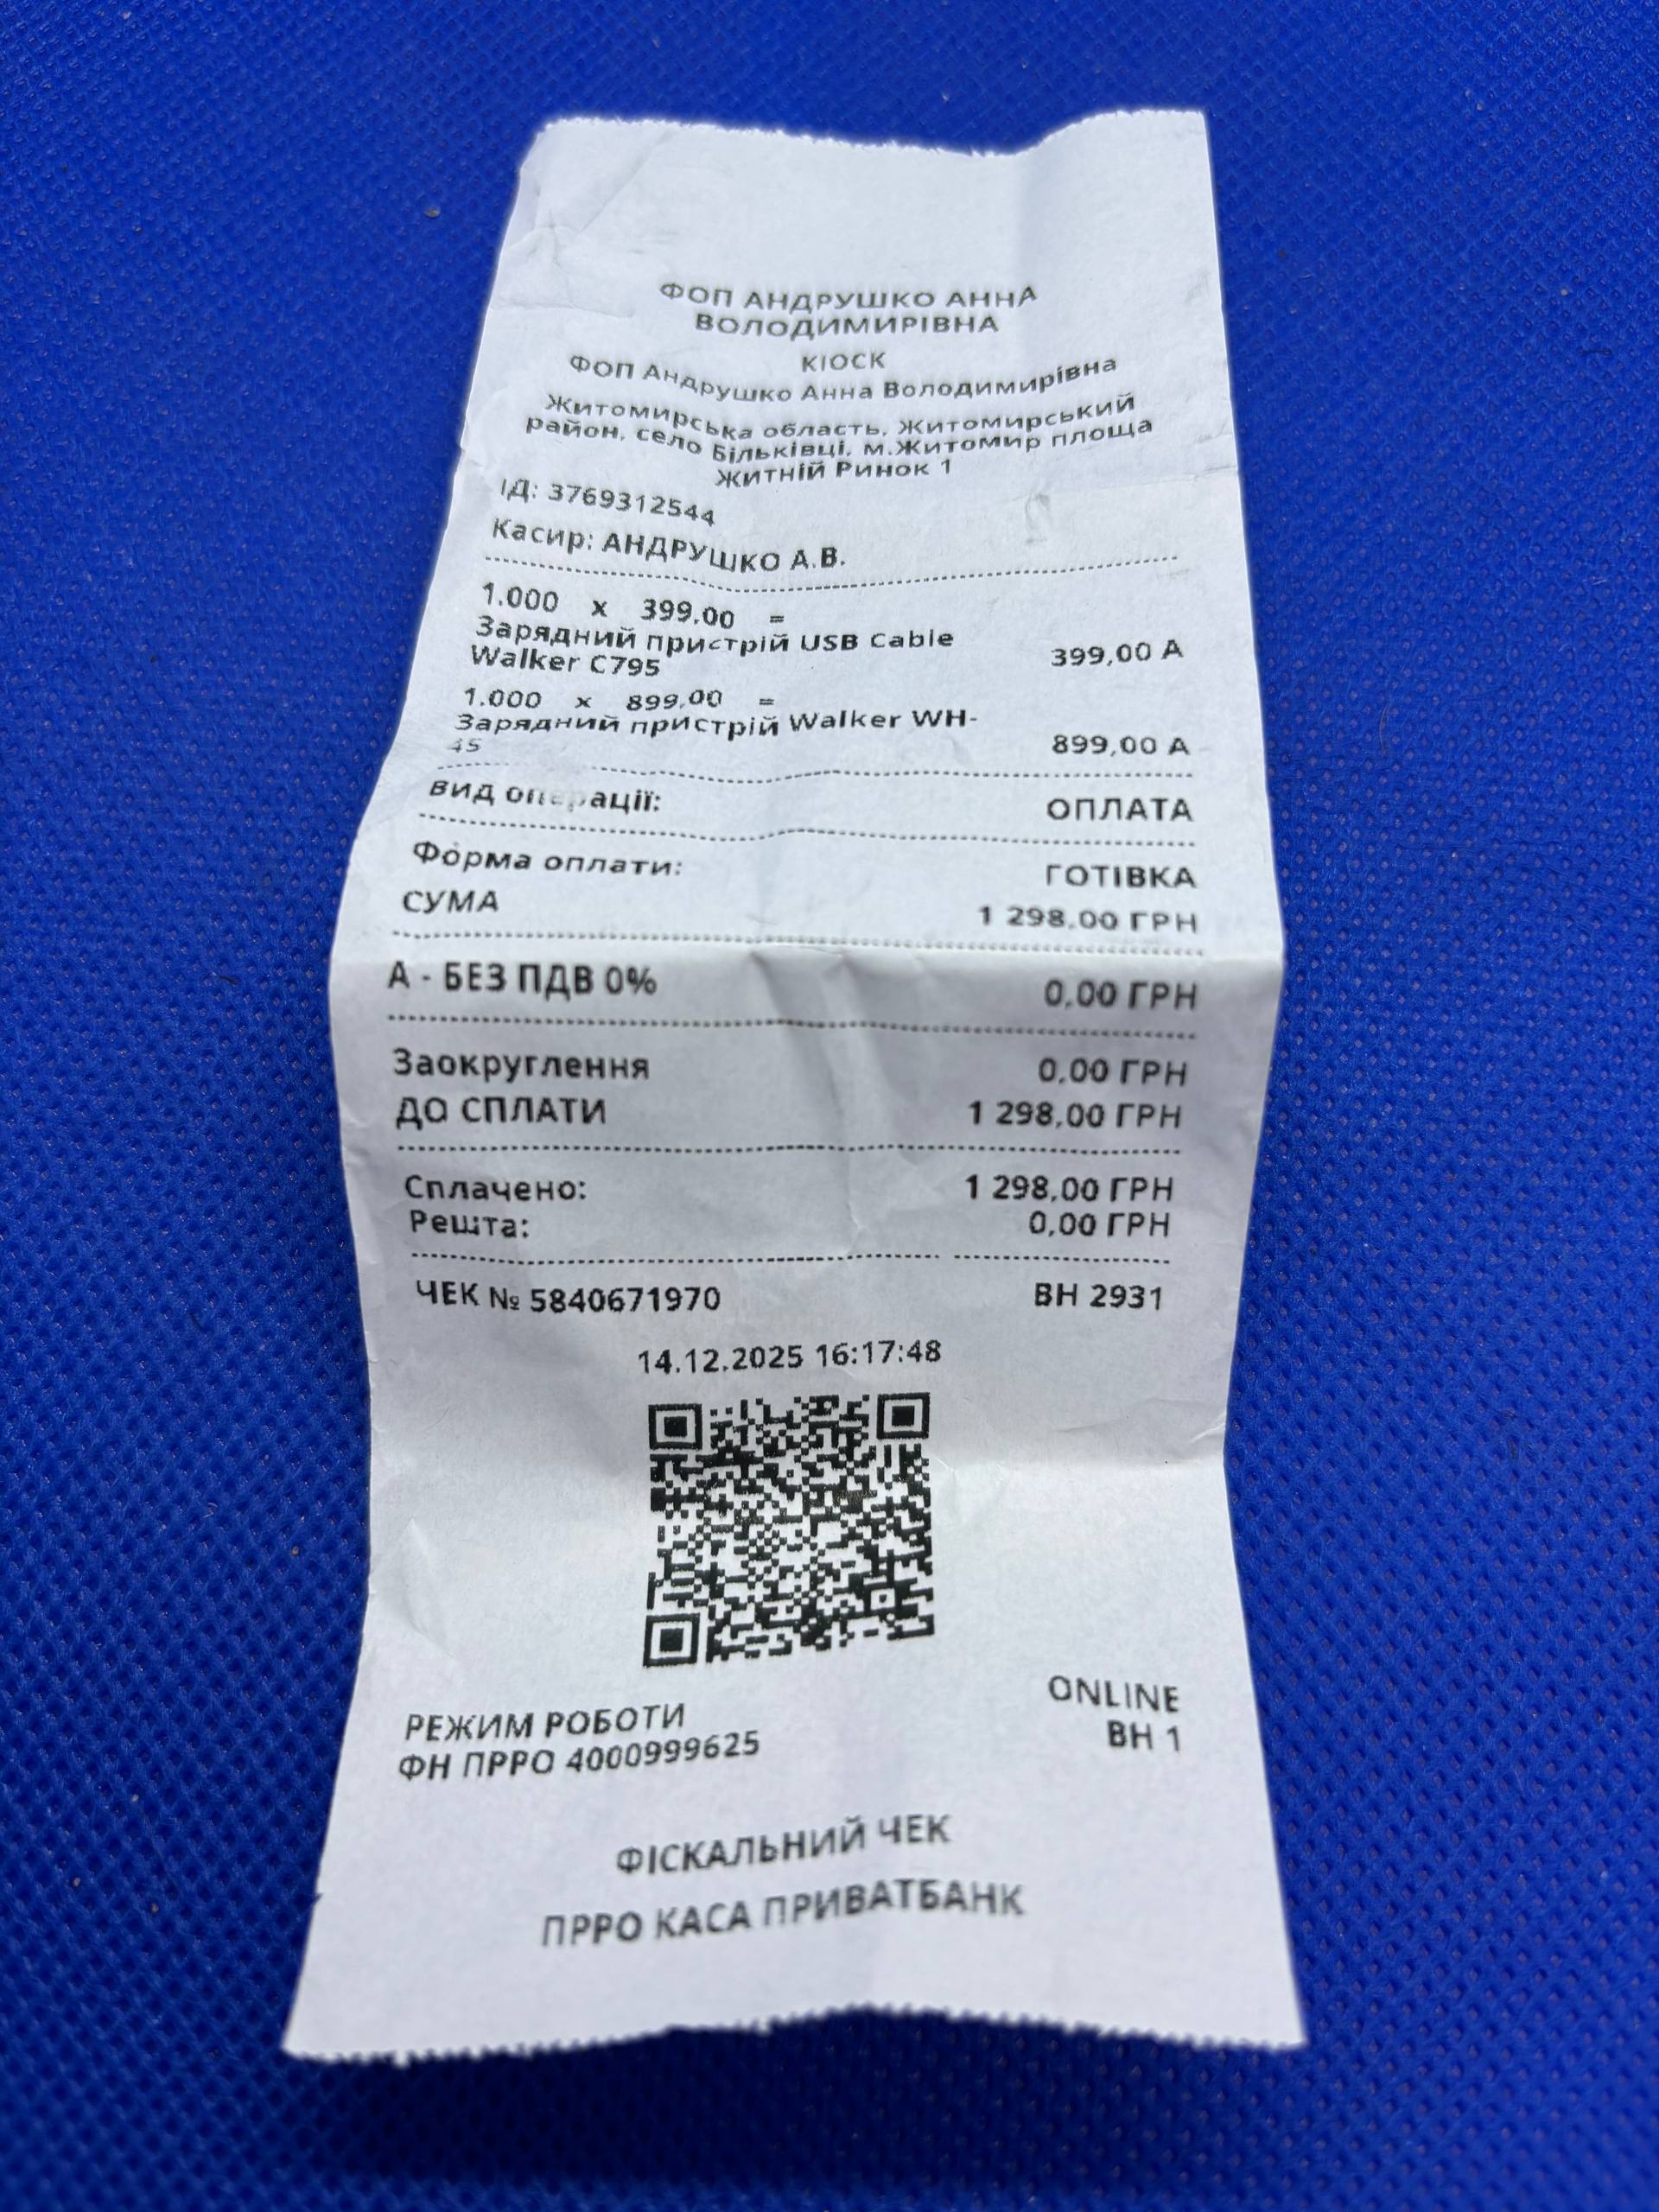 ФОП АНДРУШКО АННА
ВОЛОДИМИРІВНА
КІОСК
ФОП Андрушко Анна Володимирівна
Житомирська область, Житомирський
район, село Більківці, м.Житомир площа
Житній Ринок 1
ІД: 3769312544
Касир: АНДРУШКО А.В.
1.000 x 399.00 =
Зарядний пристрій USB Cable
Walker C795 399,00 А
1.000 x 899,00 =
Зарядний пристрій Walker WH-
45 899,00 А
Вид операції: ОПЛАТА
Форма оплати: ГОТІВКА
СУМА 1 298.00 ГРН
А - БЕЗ ПДВ 0% 0,00 ГРН
Заокруглення 0,00 ГРН
ДО СПЛАТИ 1 298,00 ГРН
Сплачено: 1 298,00 ГРН
Решта: 0,00 ГРН
ЧЕК № 5840671970 ВН 2931
14.12.2025 16:17:48
РЕЖИМ РОБОТИ ONLINE
ФН ПРРО 4000999625 ВН 1
ФІСКАЛЬНИЙ ЧЕК
ПРРО КАСА ПРИВАТБАНК